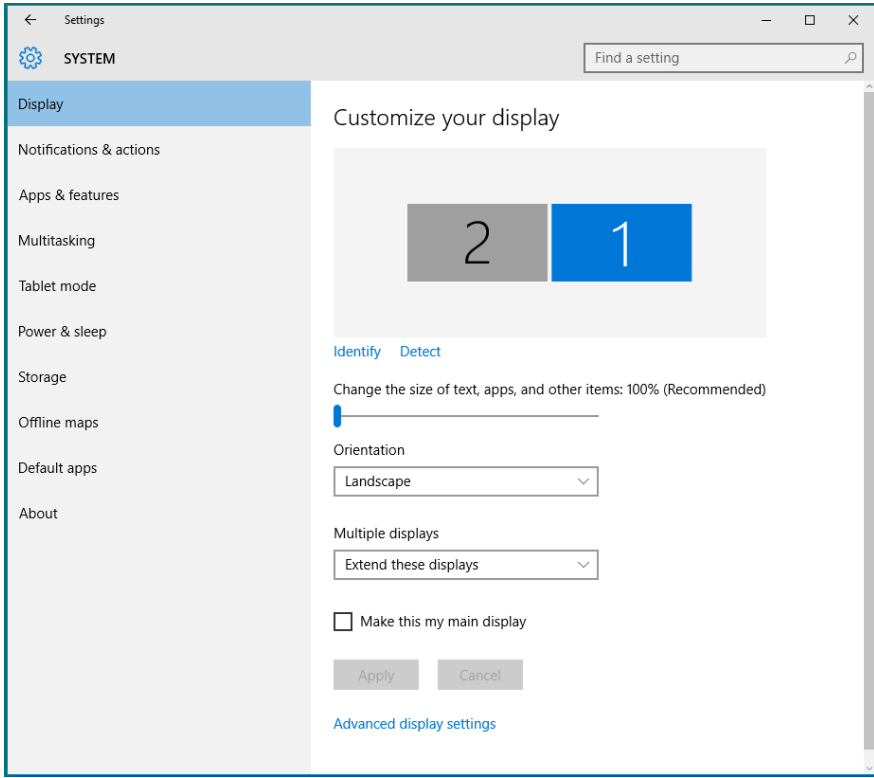 Settings
SYSTEM
Find a setting
Display
Notifications & actions
Apps & features
Multitasking
Tablet mode
Power & sleep
Storage
Offline maps
Default apps
About
Customize your display
2 1
Identify Detect
Change the size of text, apps, and other items: 100% (Recommended)
Orientation
Landscape
Multiple displays
Extend these displays
Make this my main display
Apply Cancel
Advanced display settings